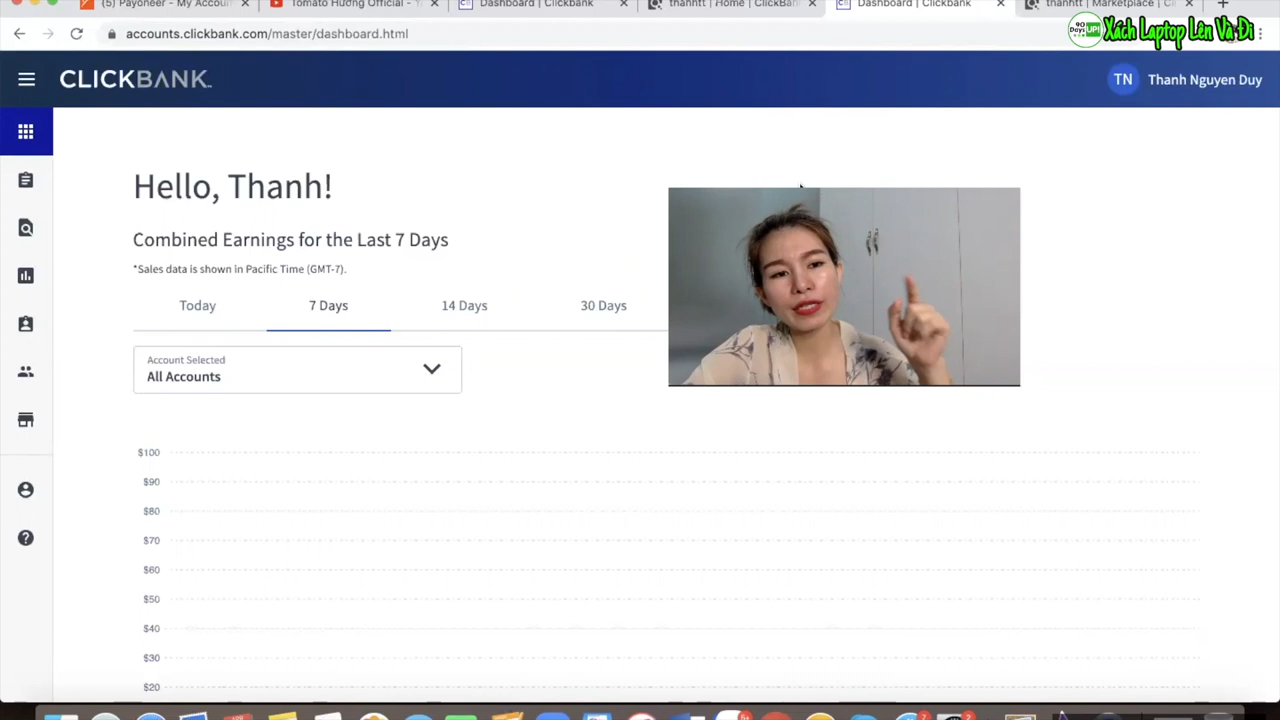 (5) Payoneer - My Accou
Tomato Hương Official -
Dashboard | Clickbank
thanhtt | Home | ClickBan
Dashboard | Clickbank
thanhtt | Marketplace | C
accounts.clickbank.com/master/dashboard.html
90 Days UP!
Xách Laptop Lên Và Đi
CLICKBANK
TN
Thanh Nguyen Duy
Hello, Thanh!
Combined Earnings for the Last 7 Days
*Sales data is shown in Pacific Time (GMT-7).
Today
7 Days
14 Days
30 Days
Account Selected
All Accounts
$100
$90
$80
$70
$60
$50
$40
$30
$20